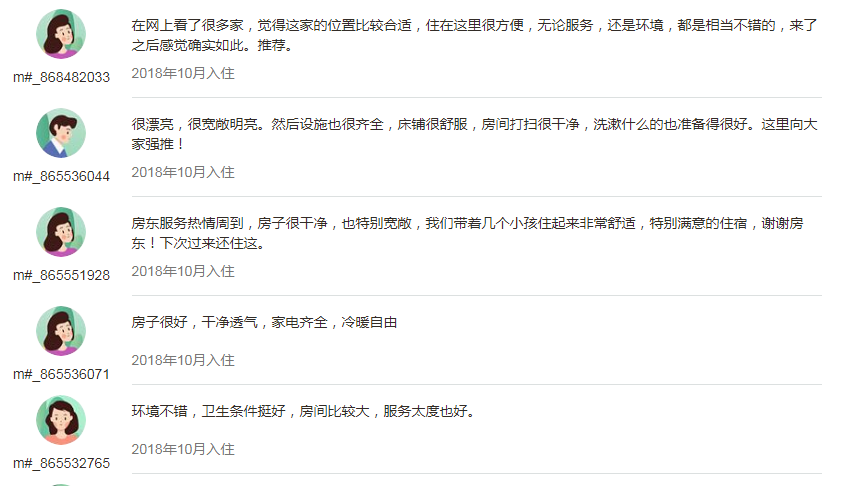 在网上看了很多家，觉得这家的位置比较合适，住在这里很方便，无论服务，还是环境，都是相当不错的，来了
之后感觉确实如此。推荐。
2018年10月入住
m#_868482033
很漂亮，很宽敞明亮。然后设施也很齐全，床铺很舒服，房间打扫很干净，洗漱什么的也准备得很好。这里向大
家强推！
2018年10月入住
m#_865536044
房东服务热情周到，房子很干净，也特别宽敞，我们带着几个小孩住起来非常舒适，特别满意的住宿，谢谢房
东！下次过来还住这。
2018年10月入住
m#_865551928
房子很好，干净透气，家电齐全，冷暖自由
2018年10月入住
m#_865536071
环境不错，卫生条件挺好，房间比较大，服务太度也好。
2018年10月入住
m#_865532765